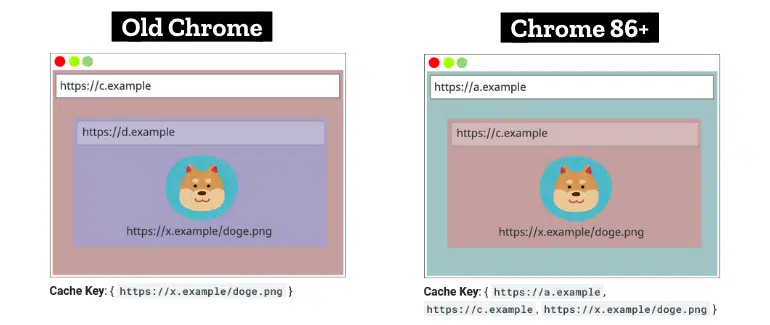 Old Chrome
https://c.example
https://d.example
https://x.example/doge.png
Cache Key: { https://x.example/doge.png }
Chrome 86+
https://a.example
https://c.example
https://x.example/doge.png
Cache Key: { https://a.example,
https://c.example, https://x.example/doge.png }